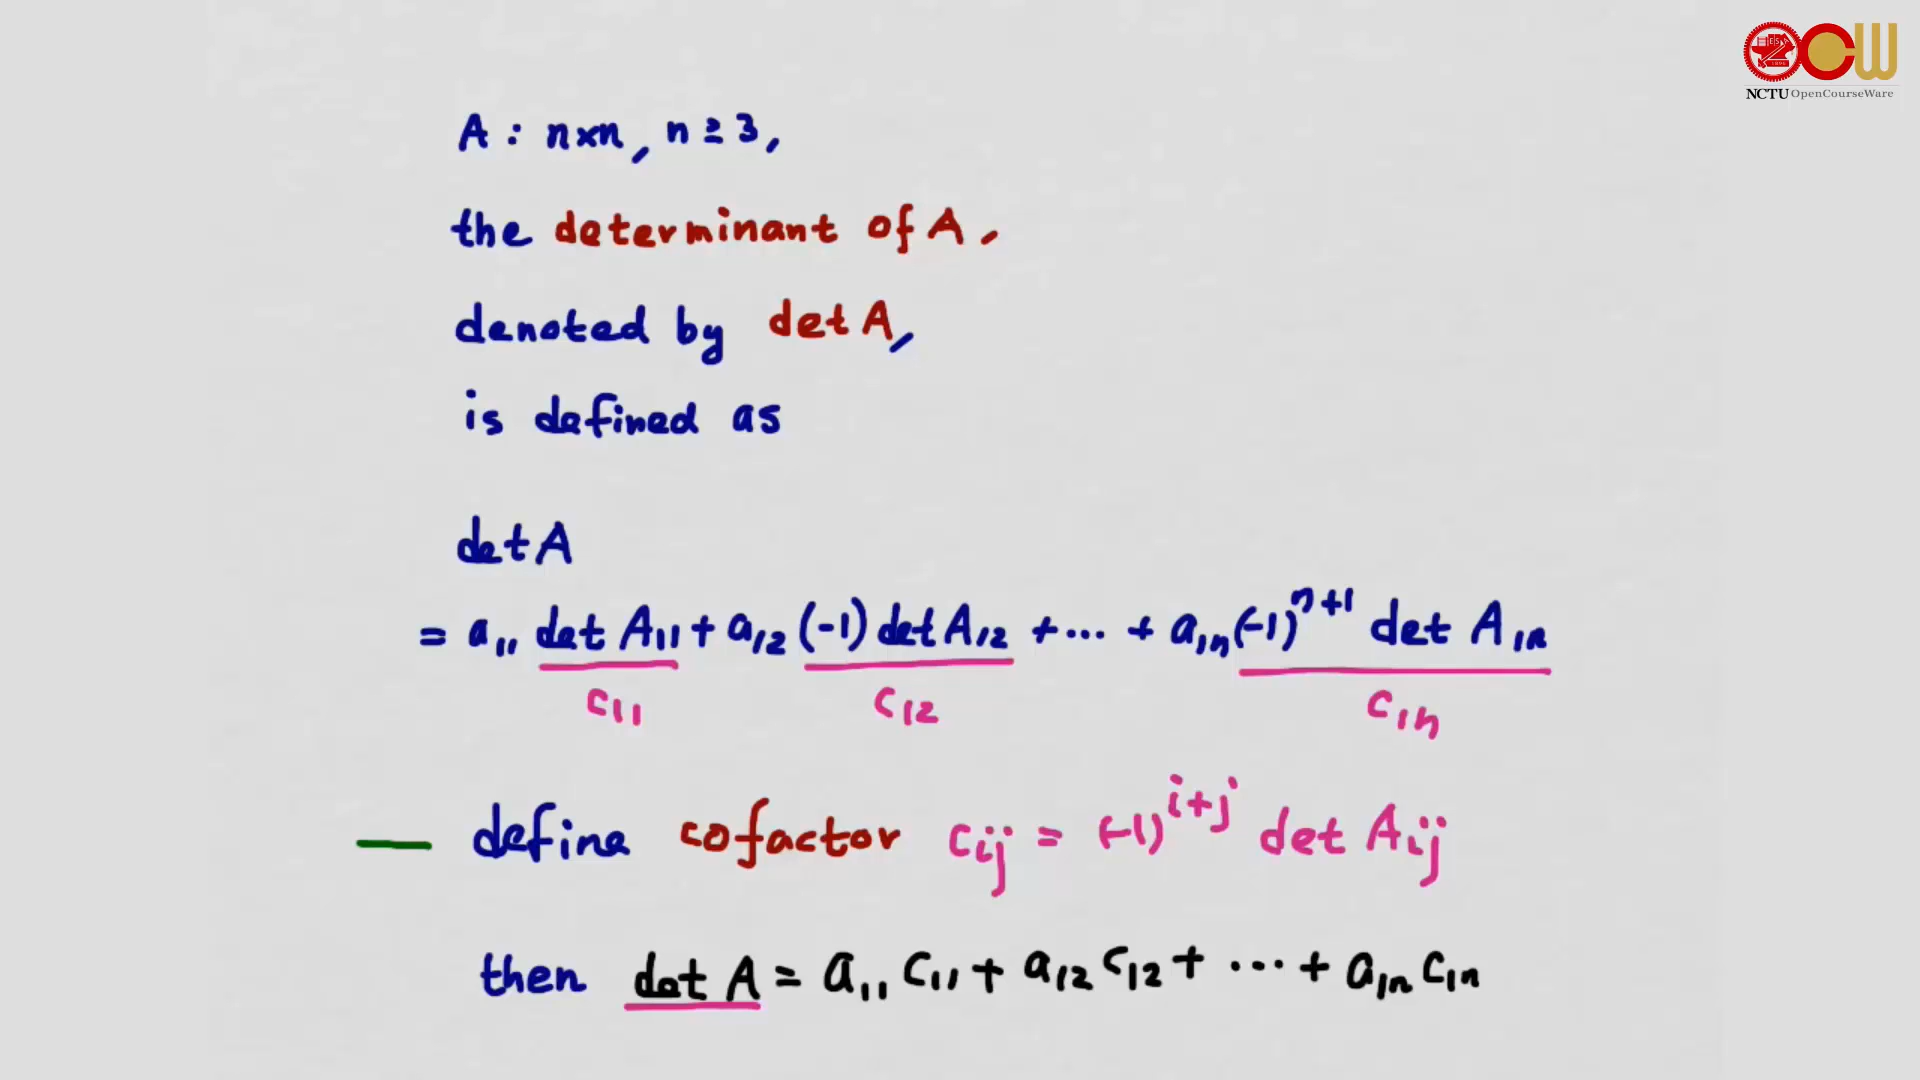 NCTU OpenCourseWare
A : n×n, n ≥ 3,
the determinant of A,
denoted by det A,
is defined as
det A
= a₁₁ det A₁₁ + a₁₂ (-1) det A₁₂ + ... + a₁ₙ (-1)ⁿ⁺¹ det A₁ₙ
c₁₁ c₁₂ c₁ₙ
— define cofactor cᵢⱼ = (-1)ⁱ⁺ʲ det Aᵢⱼ
then det A = a₁₁ c₁₁ + a₁₂ c₁₂ + ... + a₁ₙ c₁ₙ